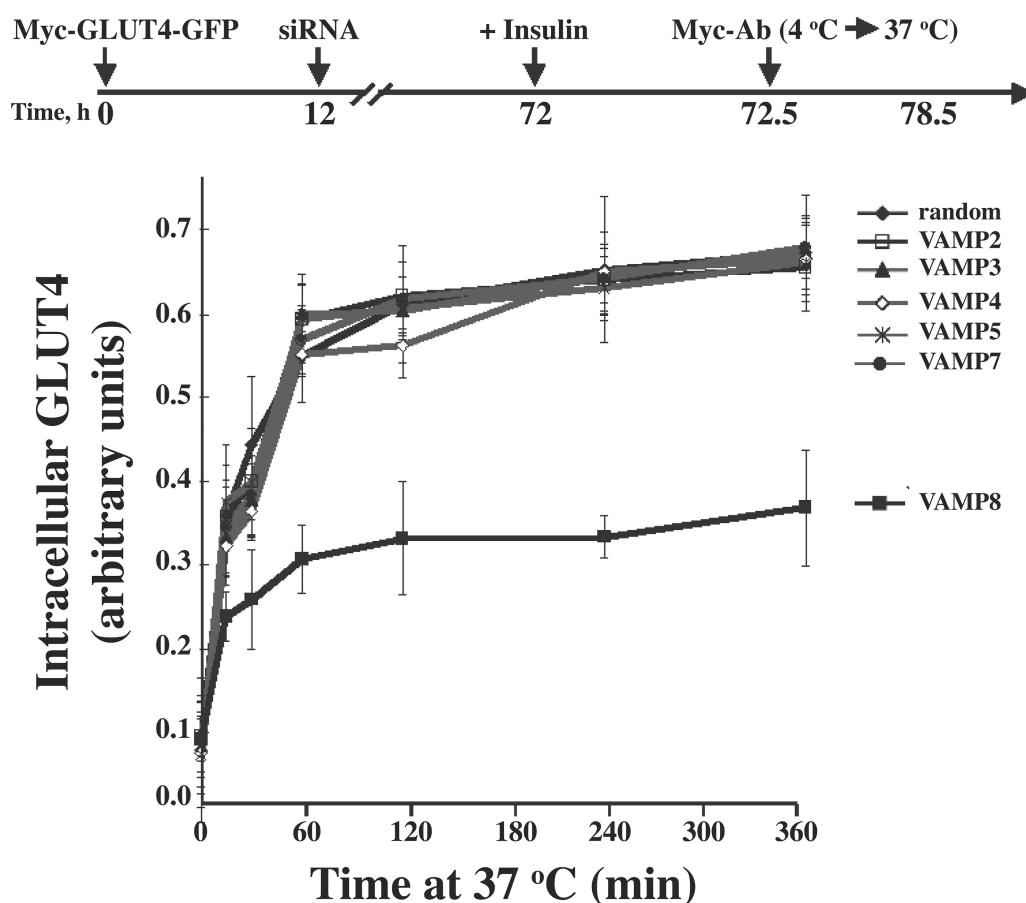 Myc-GLUT4-GFP siRNA + Insulin Myc-Ab (4 °C → 37 °C)
Time, h 0 12 72 72.5 78.5
Intracellular GLUT4
(arbitrary units)
0.7
0.6
0.5
0.4
0.3
0.2
0.1
0.0
0 60 120 180 240 300 360
Time at 37 °C (min)
random
VAMP2
VAMP3
VAMP4
VAMP5
VAMP7
VAMP8